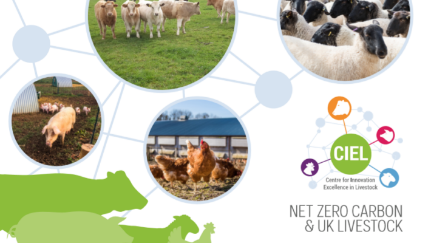 CIEL
Centre for Innovation
Excellence in Livestock
NET ZERO CARBON
& UK LIVESTOCK